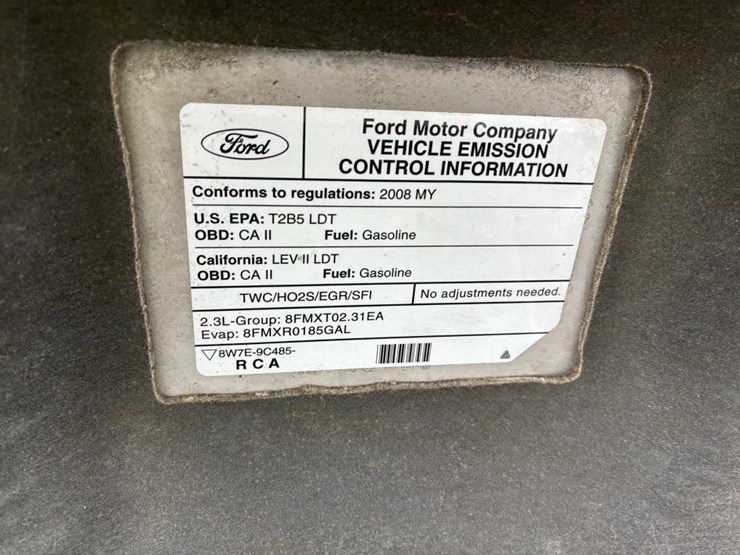 Ford
Ford Motor Company
VEHICLE EMISSION
CONTROL INFORMATION
Conforms to regulations: 2008 MY
U.S. EPA: T2B5 LDT
OBD: CA II Fuel: Gasoline
California: LEV II LDT
OBD: CA II Fuel: Gasoline
TWC/HO2S/EGR/SFI
No adjustments needed.
2.3L-Group: 8FMXT02.31EA
Evap: 8FMXR0185GAL
8W7E-9C485-
R C A